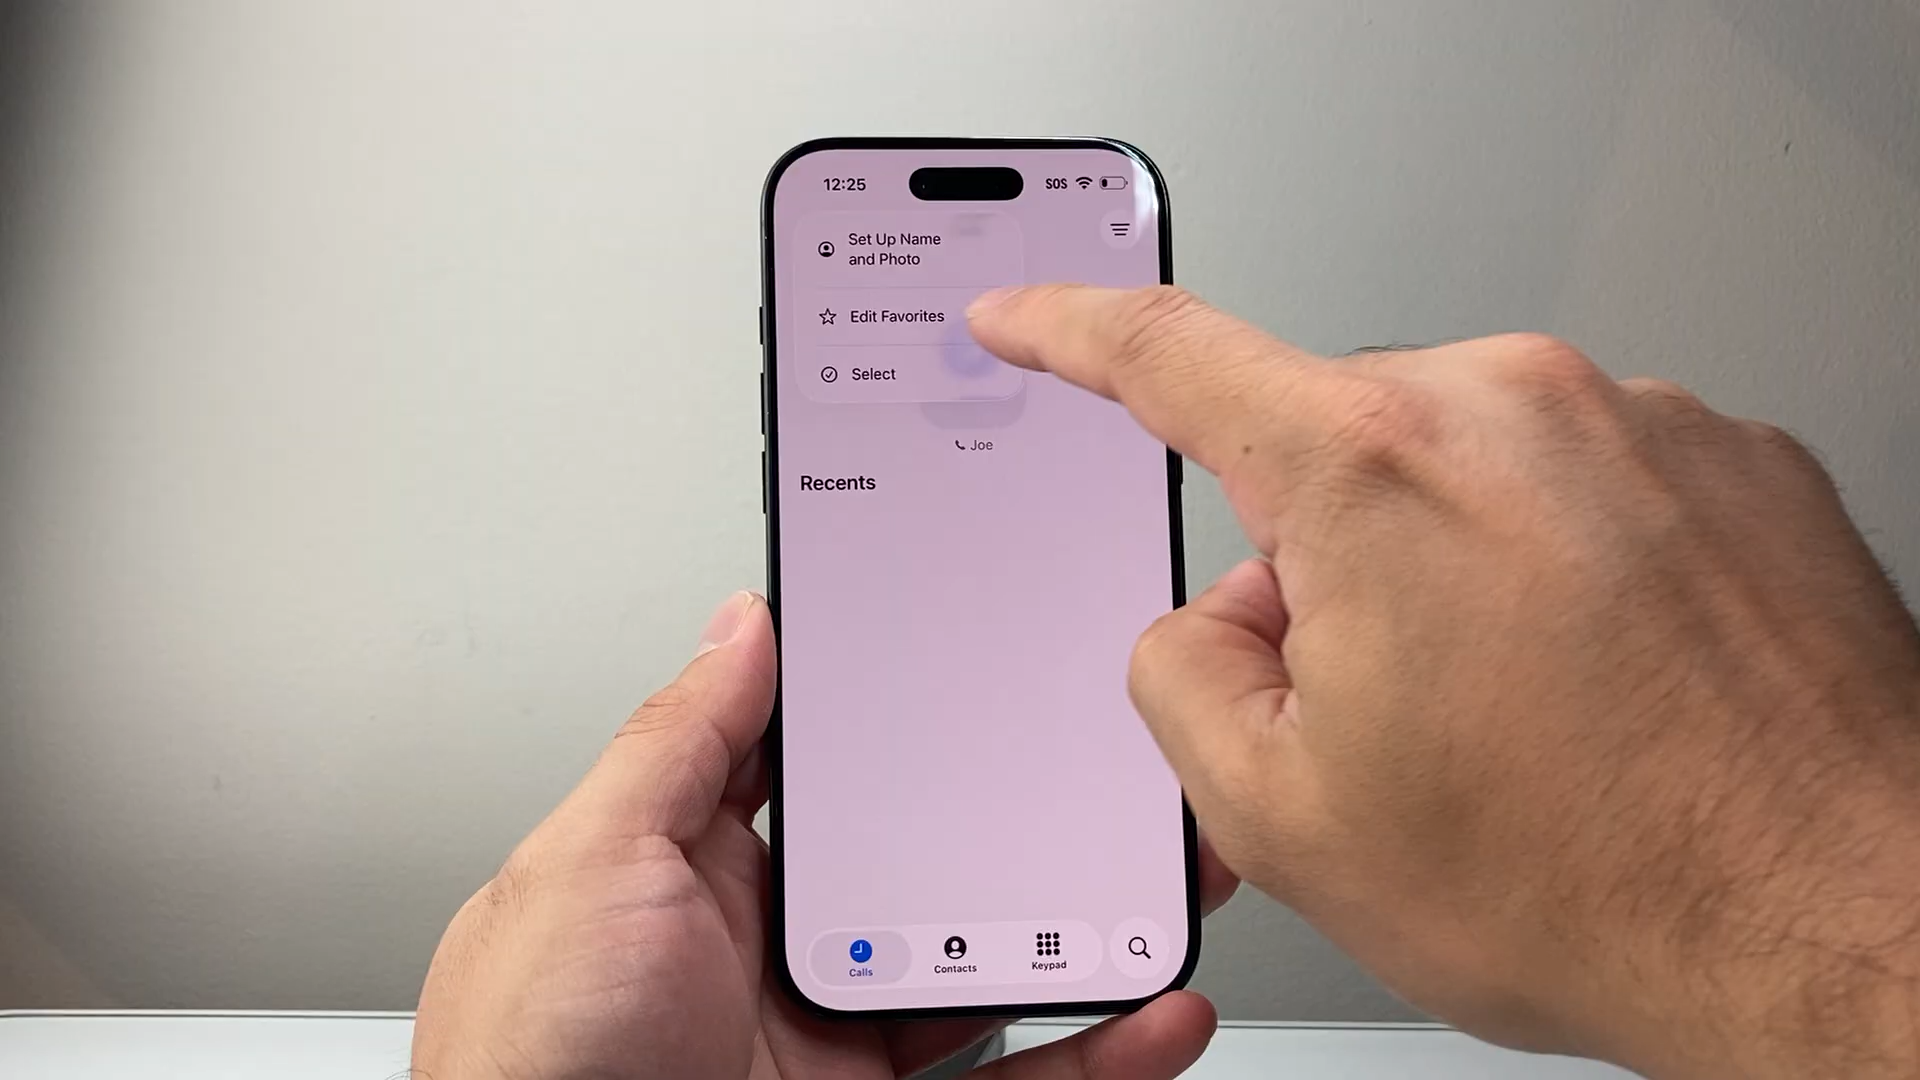 12:25
SOS
Set Up Name
and Photo
Edit Favorites
Select
Joe
Recents
Calls
Contacts
Keypad